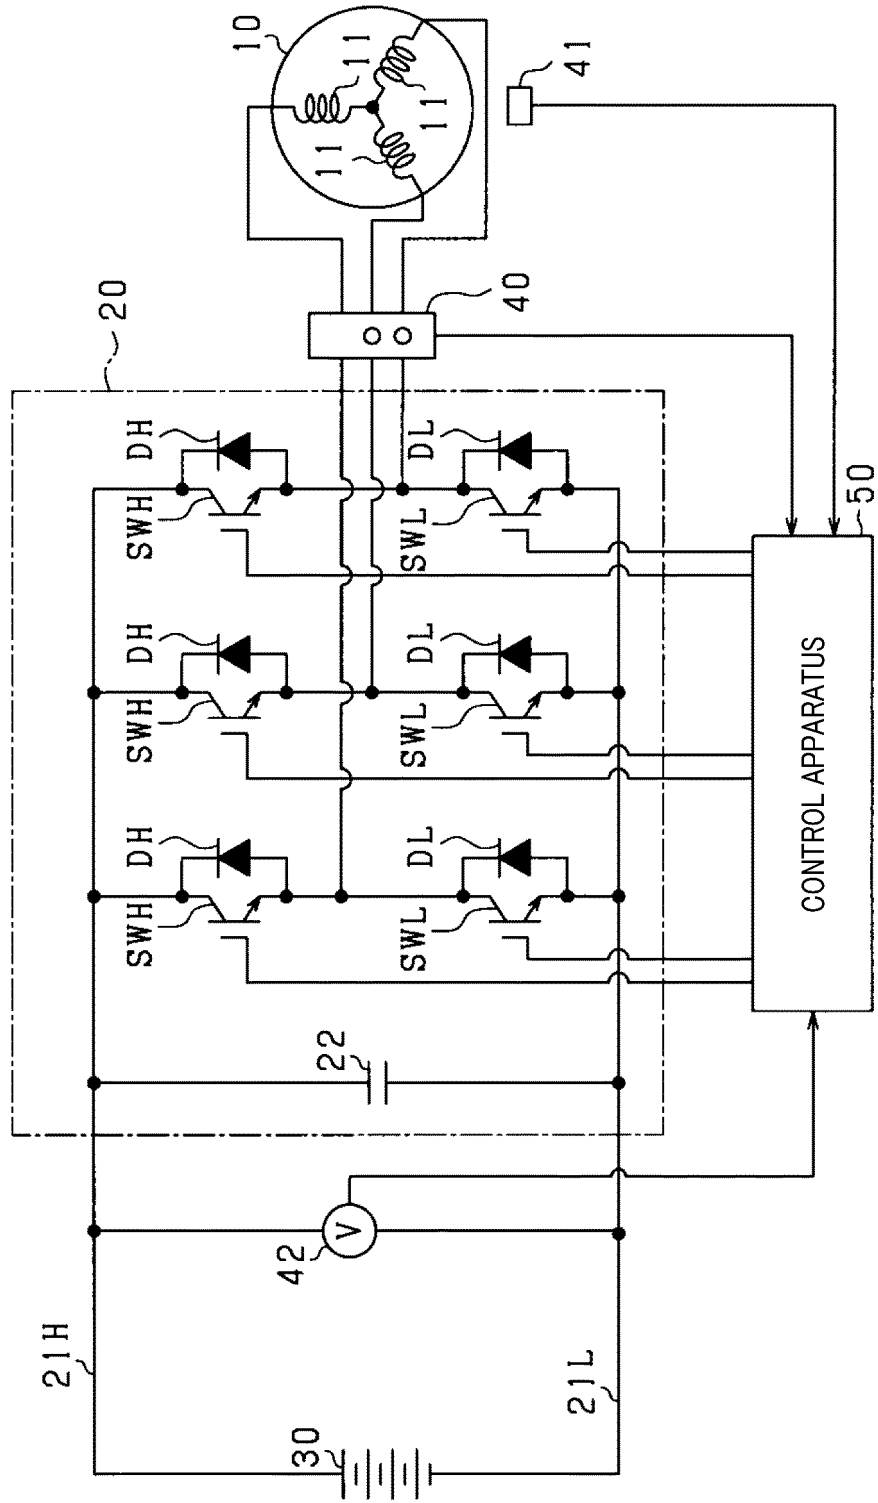 10
11
11
11
41
20
40
DH
DH
DH
SWH
SWH
SWH
DL
DL
DL
SWL
SWL
SWL
50
CONTROL APPARATUS
22
V
42
21H
21L
30